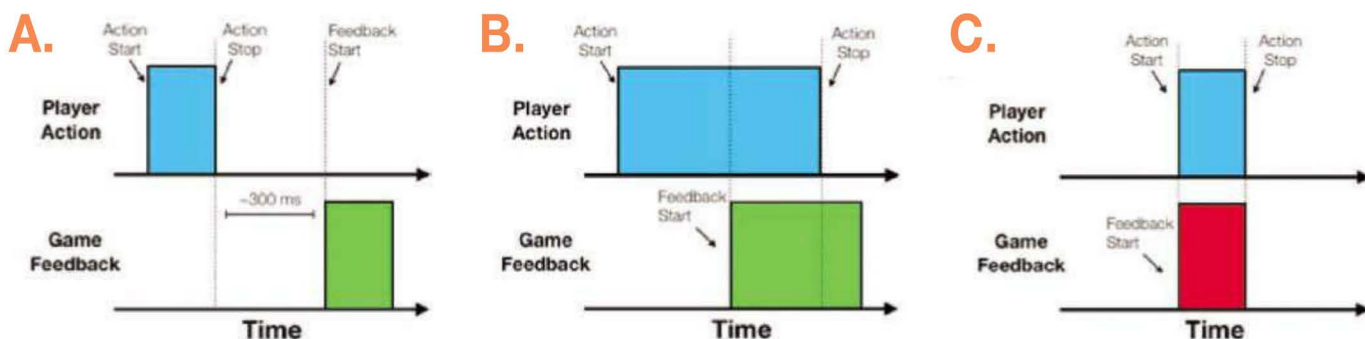 A.
Action
Start
Action
Stop
Feedback
Start
Player
Action
~300 ms
Game
Feedback
Time
B.
Action
Start
Action
Stop
Player
Action
Feedback
Start
Game
Feedback
Time
C.
Action
Start
Action
Stop
Player
Action
Feedback
Start
Game
Feedback
Time